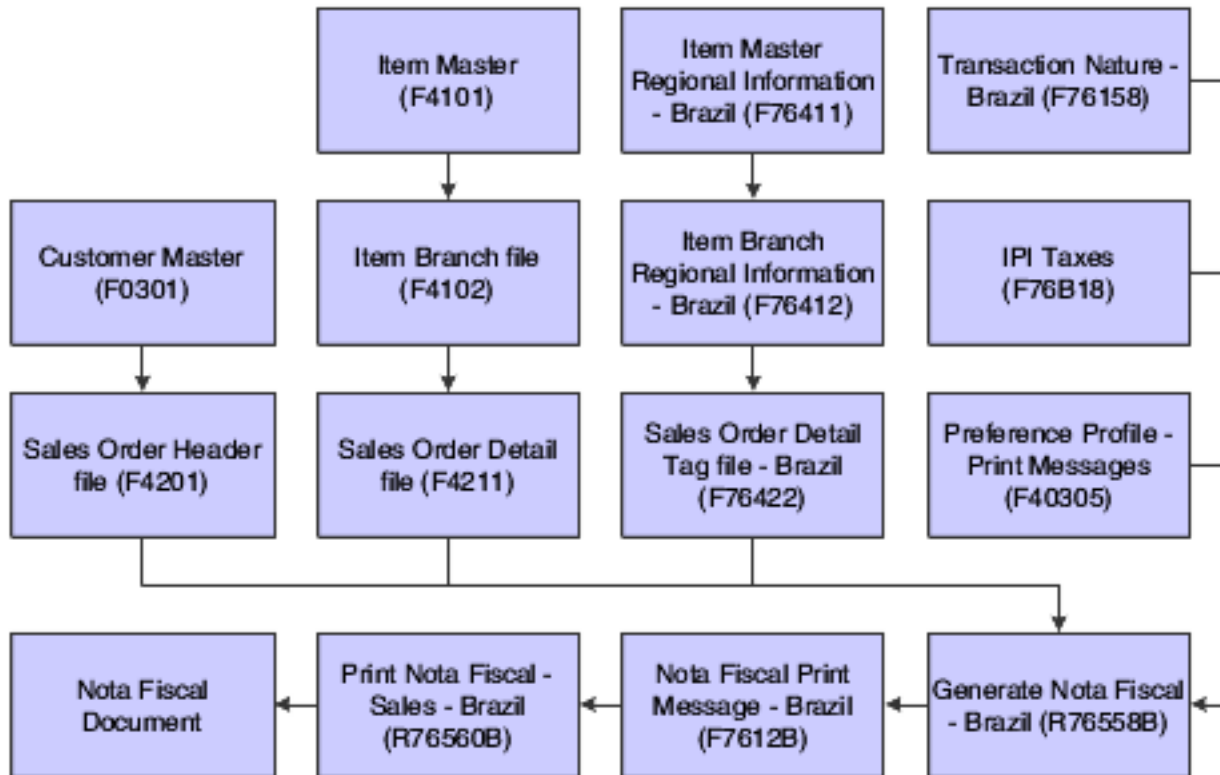 Item Master
(F4101)
Item Master
Regional Information
- Brazil (F76411)
Transaction Nature -
Brazil (F76158)
Customer Master
(F0301)
Item Branch file
(F4102)
Item Branch
Regional Information
- Brazil (F76412)
IPI Taxes
(F76B18)
Sales Order Header
file (F4201)
Sales Order Detail
file (F4211)
Sales Order Detail
Tag file - Brazil
(F76422)
Preference Profile -
Print Messages
(F40305)
Nota Fiscal
Document
Print Nota Fiscal -
Sales - Brazil
(R76560B)
Nota Fiscal Print
Message - Brazil
(F7612B)
Generate Nota Fiscal
- Brazil (R76558B)